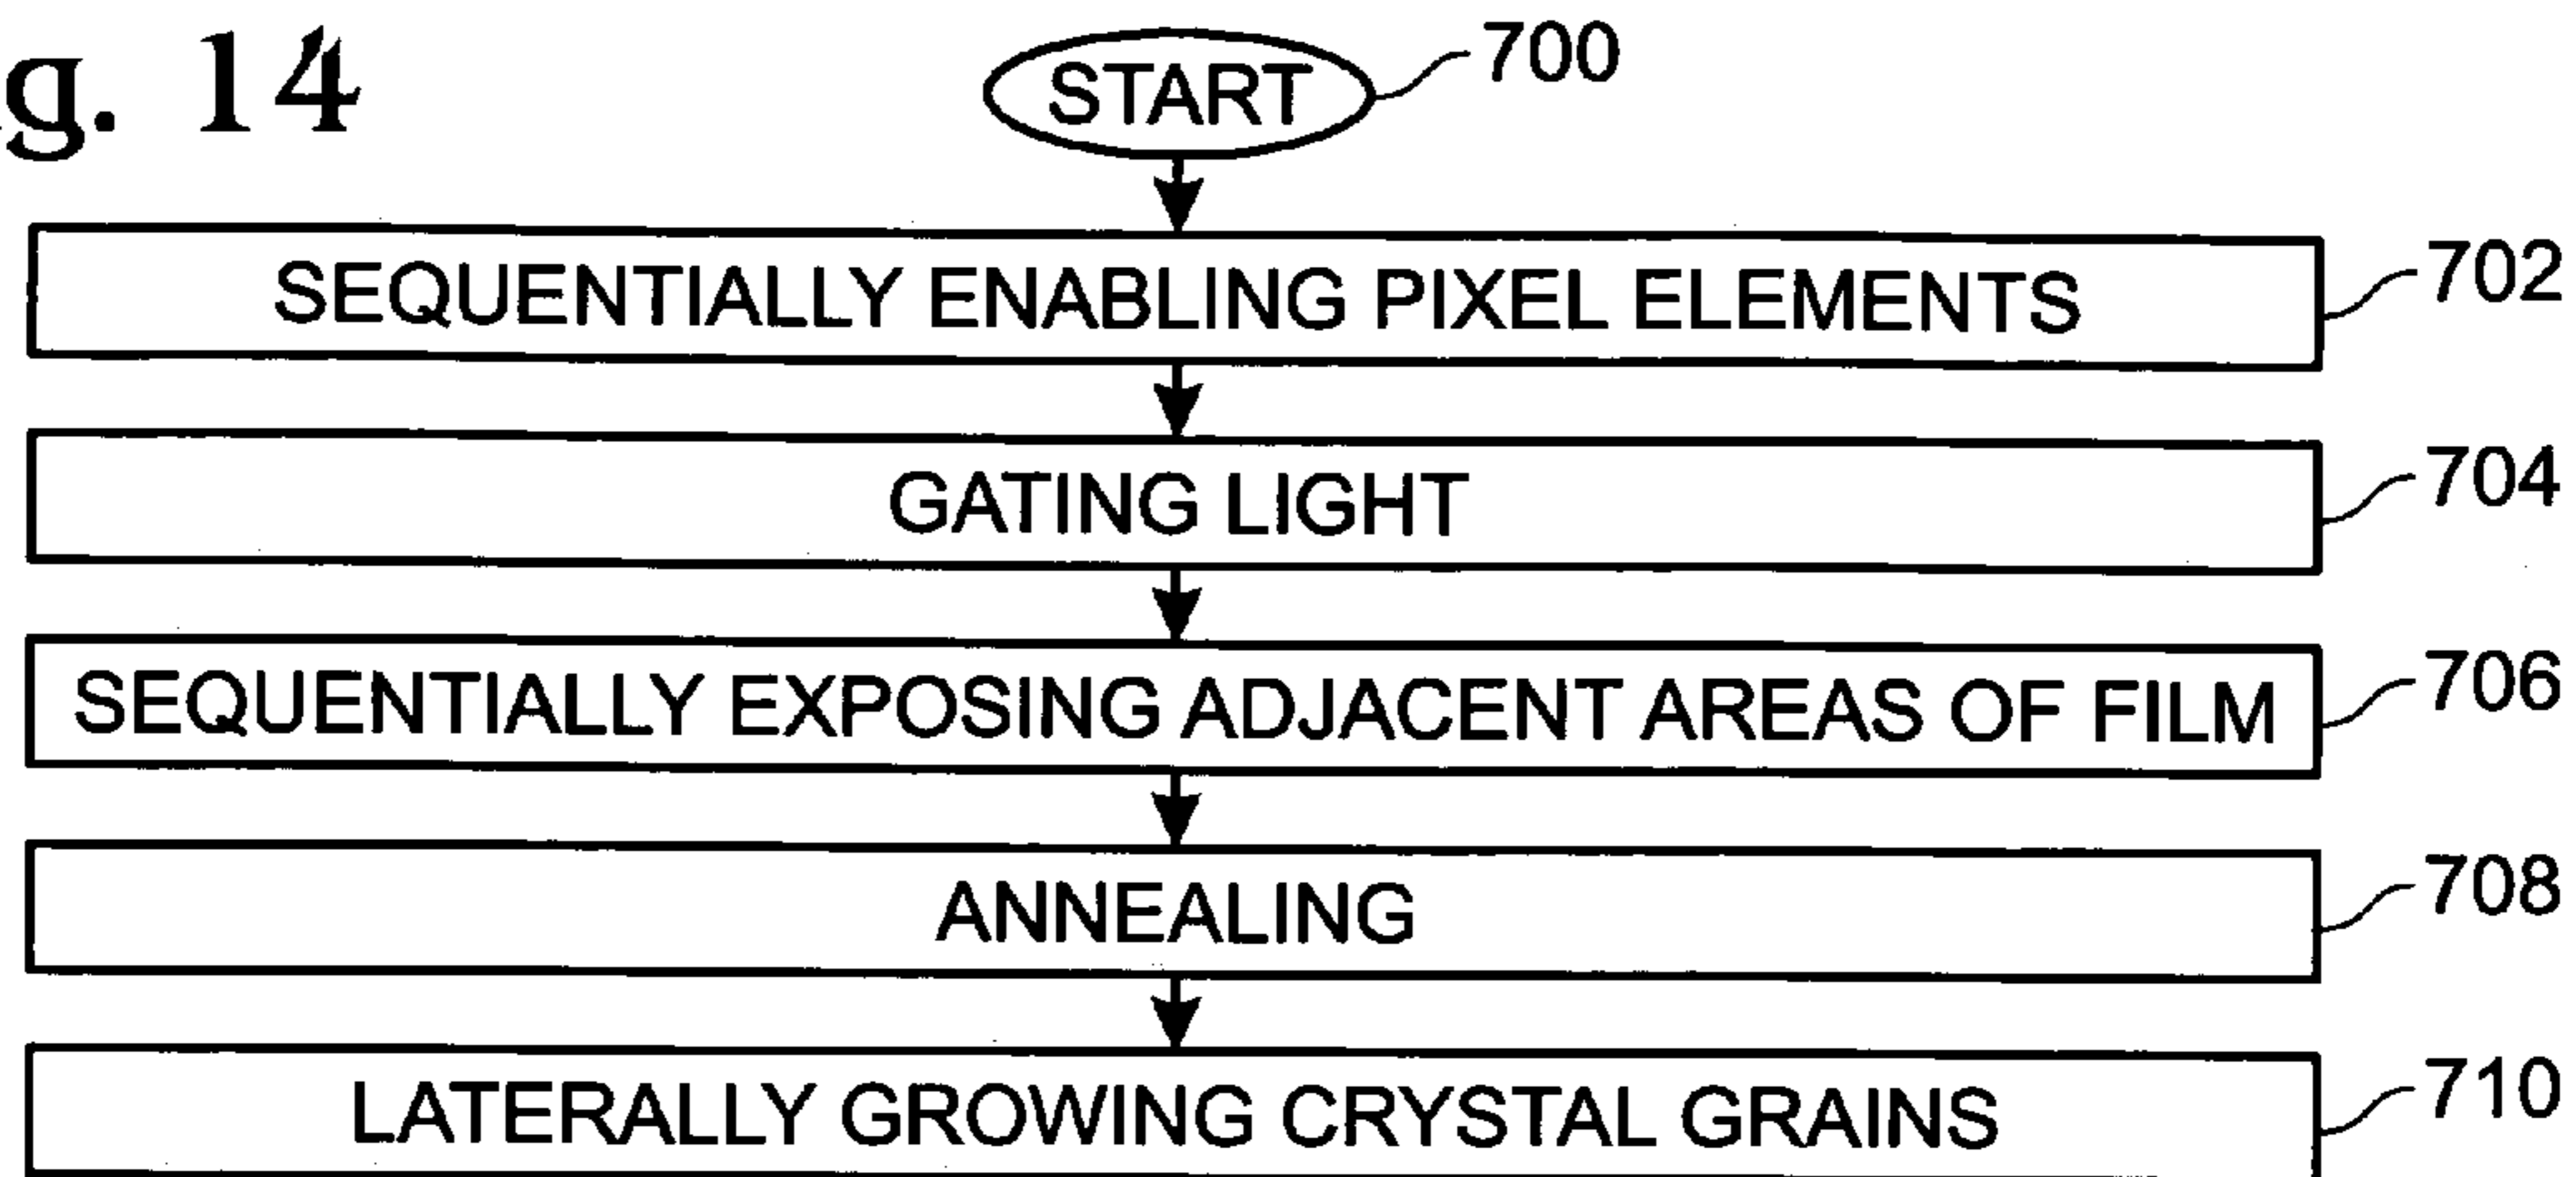 g. 14
START
700
SEQUENTIALLY ENABLING PIXEL ELEMENTS
702
GATING LIGHT
704
SEQUENTIALLY EXPOSING ADJACENT AREAS OF FILM
706
ANNEALING
708
LATERALLY GROWING CRYSTAL GRAINS
710